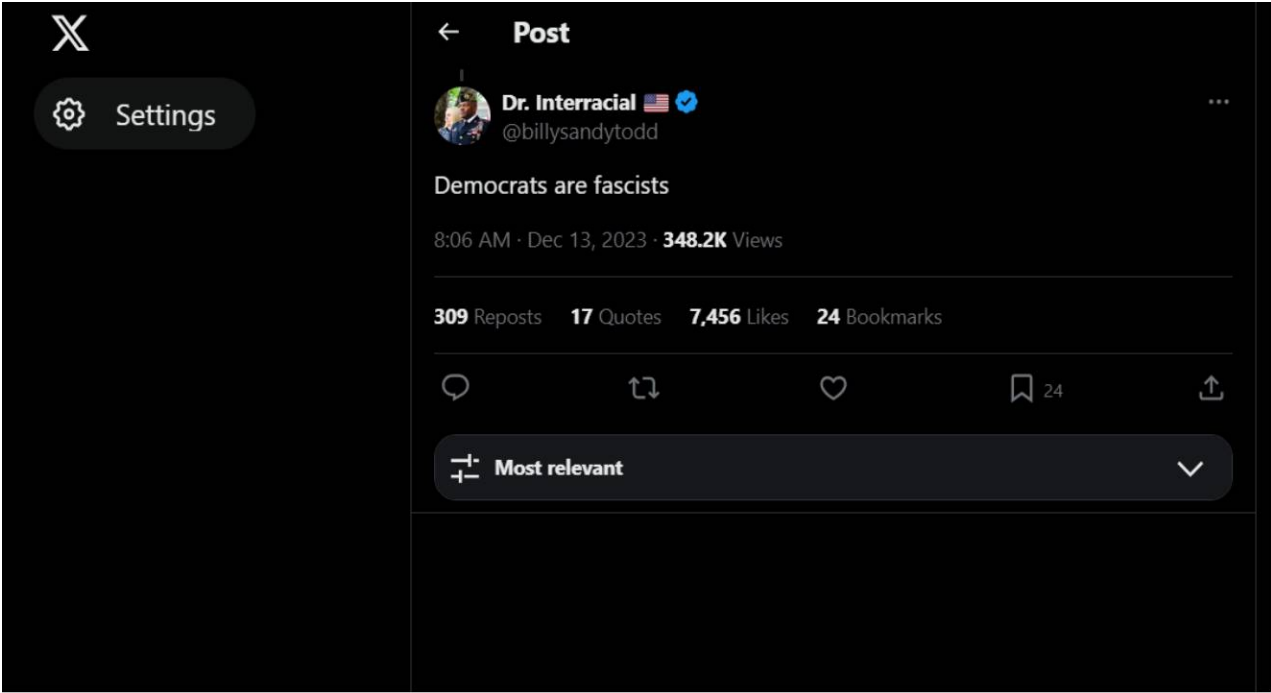 X
Settings
Post
Dr. Interracial 🇺🇸
@billysandytodd
Democrats are fascists
8:06 AM · Dec 13, 2023 · 348.2K Views
309 Reposts 17 Quotes 7,456 Likes 24 Bookmarks
24
Most relevant